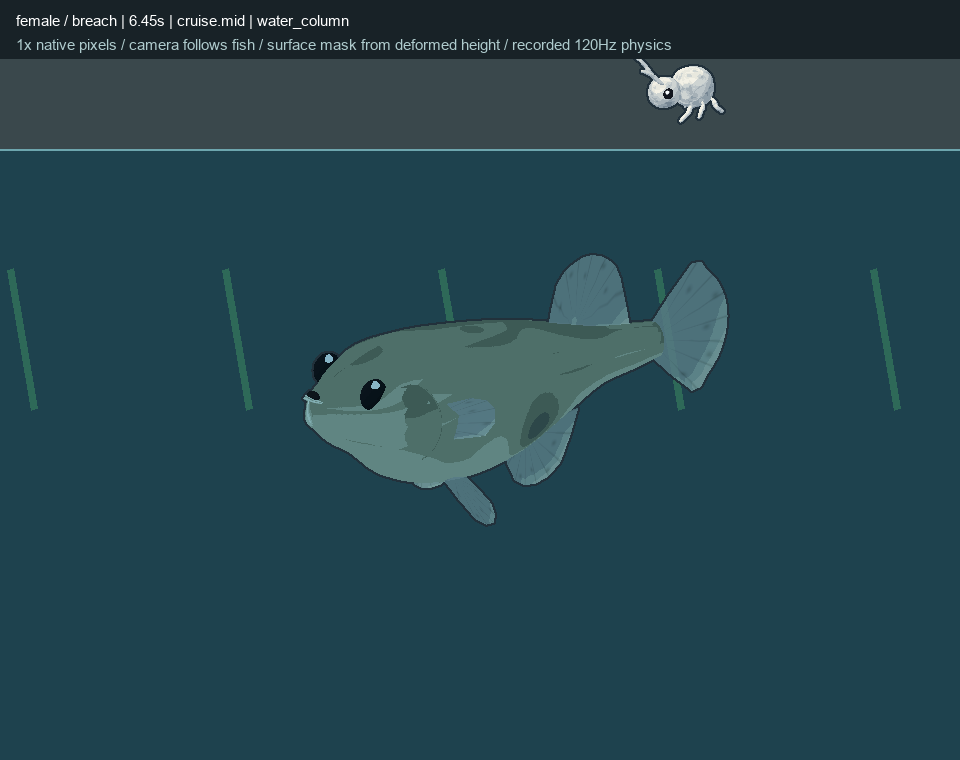 female / breach | 6.45s | cruise.mid | water_column
1x native pixels / camera follows fish / surface mask from deformed height / recorded 120Hz physics